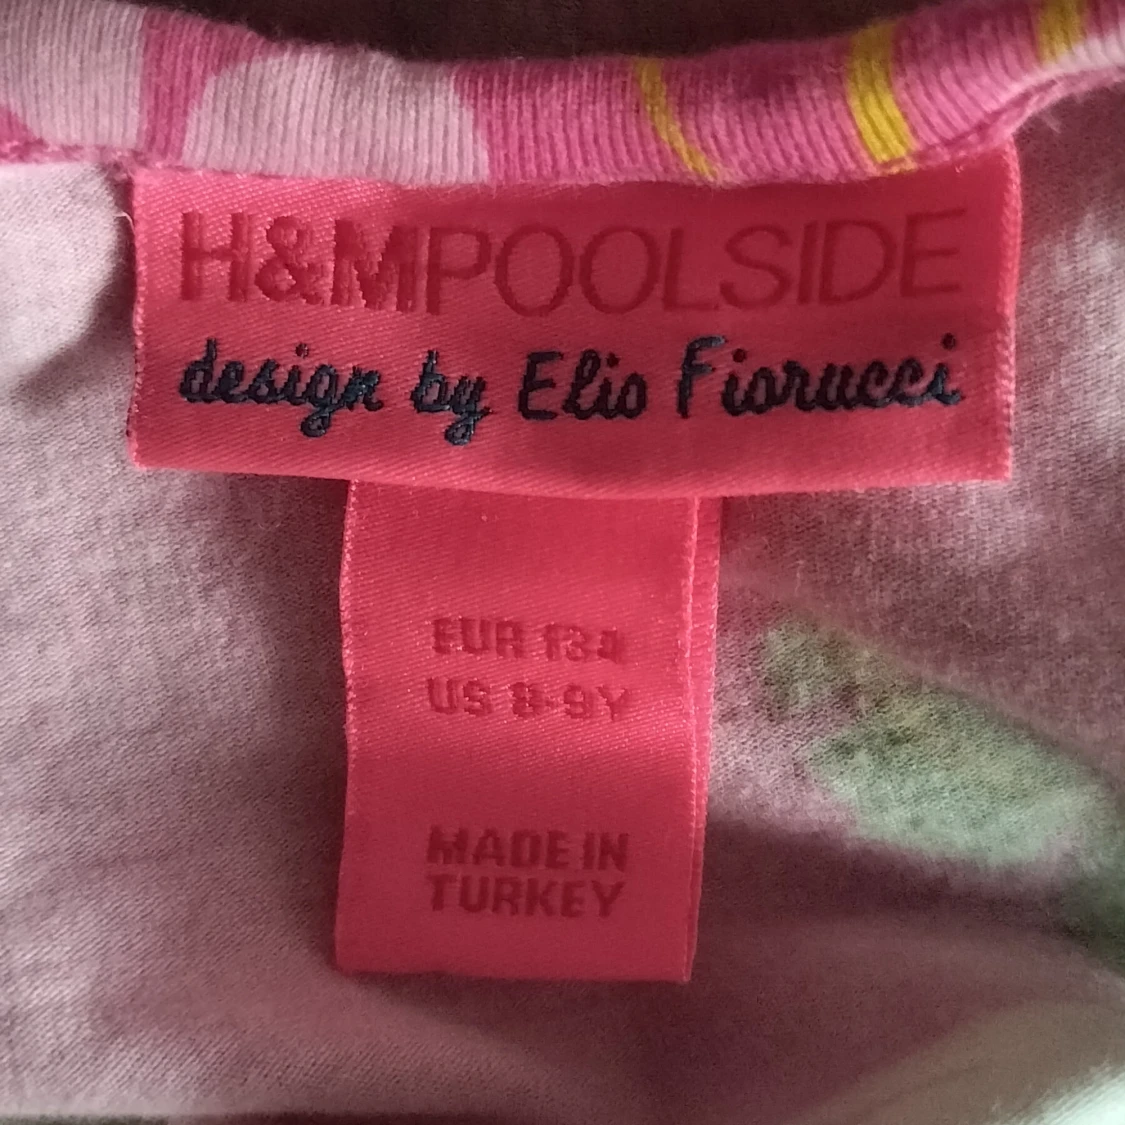 H&MPOOLSIDE
design by Elio Fiorucci
EUR 134
US 8-9Y
MADE IN
TURKEY